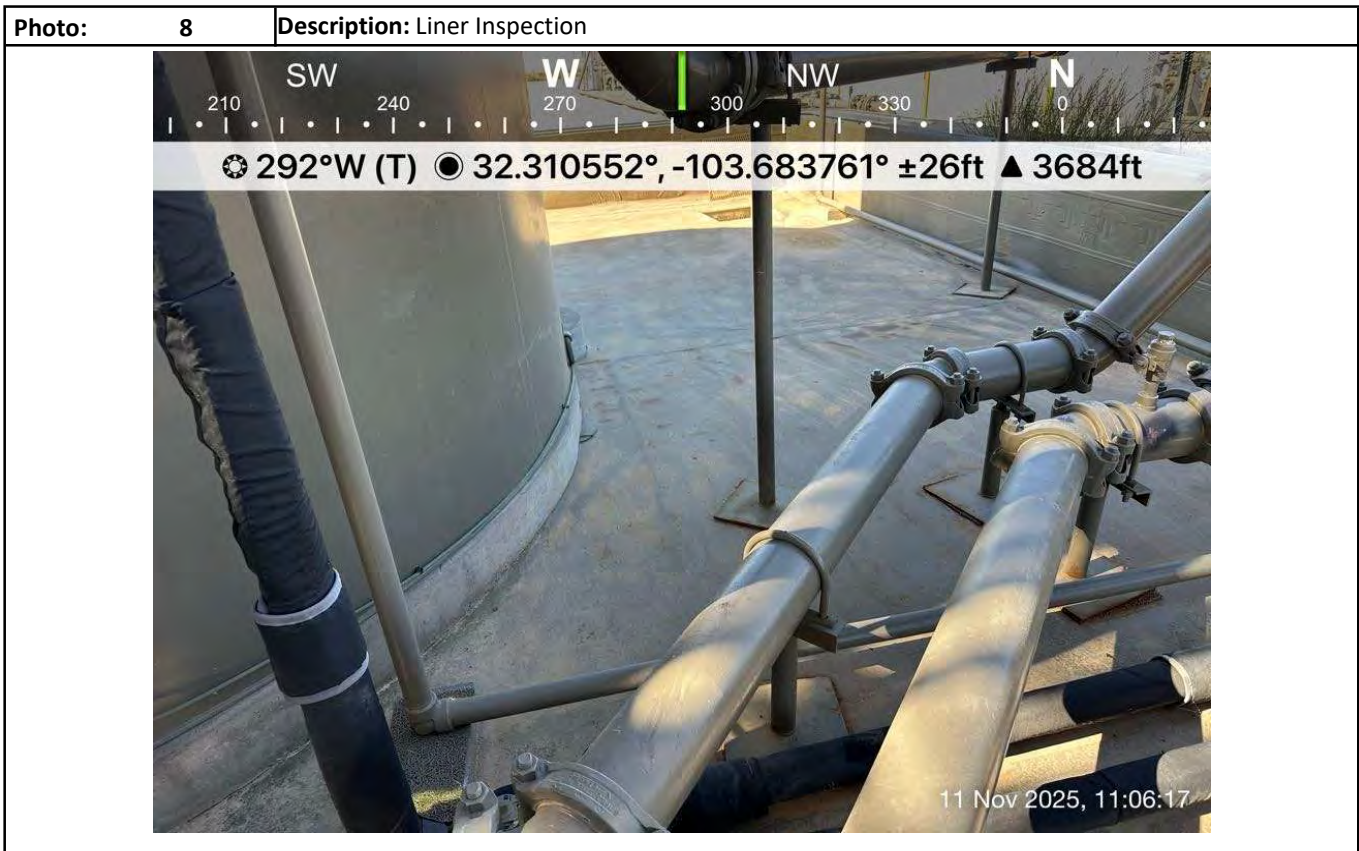 Photo: 8 Description: Liner Inspection
SW W NW N
210 240 270 300 330 0
292°W (T) 32.310552°, -103.683761° ±26ft ▲ 3684ft
11 Nov 2025, 11:06:17